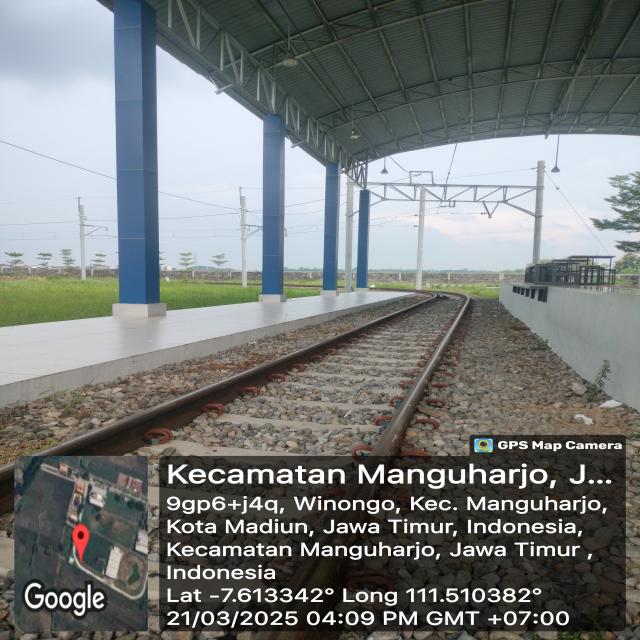 GPS Map Camera
Kecamatan Manguharjo, J...
9gp6+j4q, Winongo, Kec. Manguharjo,
Kota Madiun, Jawa Timur, Indonesia,
Kecamatan Manguharjo, Jawa Timur ,
Indonesia
Lat -7.613342° Long 111.510382°
21/03/2025 04:09 PM GMT +07:00
Google